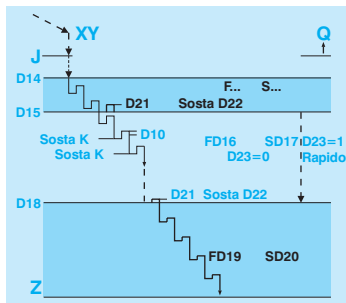 XY Q
J
D14 F... S...
D21 Sosta D22
D15
D10
Sosta K FD16 SD17 D23=1
Sosta K D23=0 Rapido
D21 Sosta D22
D18
FD19 SD20
Z